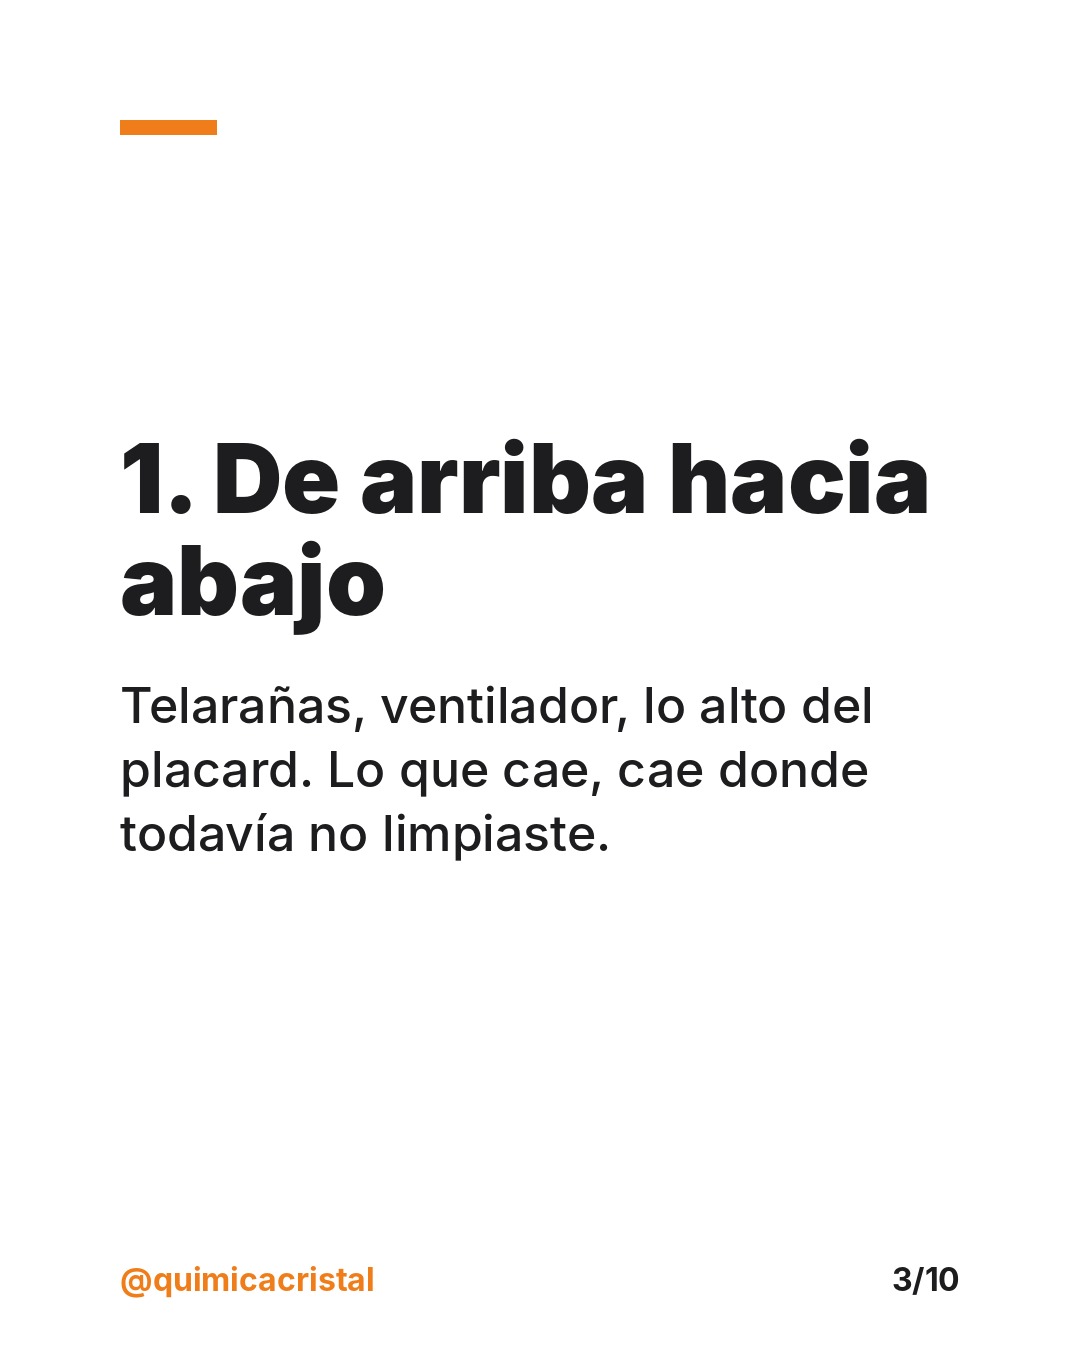 1. De arriba hacia
abajo
Telarañas, ventilador, lo alto del
placard. Lo que cae, cae donde
todavía no limpiaste.
@quimicacristal
3/10